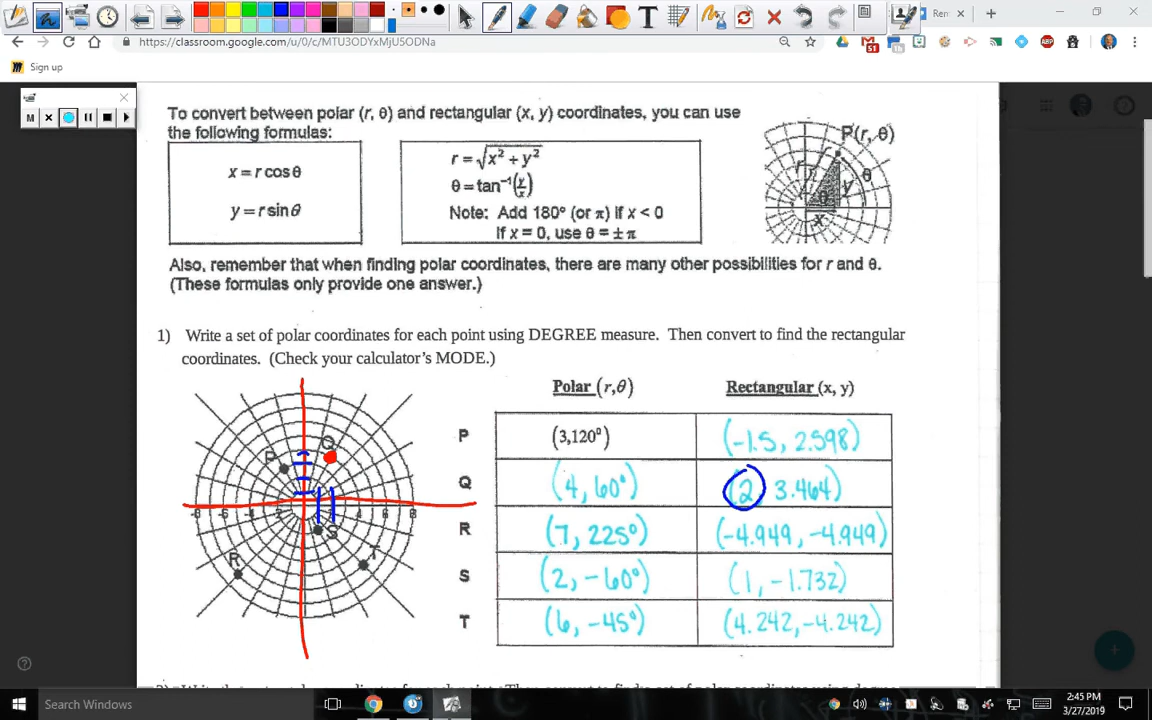 Rem
https://classroom.google.com/u/0/c/MTU3ODYxMjU5ODNa
51
ABP
Sign up
M
To convert between polar (r, θ) and rectangular (x, y) coordinates, you can use
the following formulas:
x = r cosθ
y = r sinθ
r = √x² + y²
θ = tan⁻¹(y/x)
Note: Add 180° (or π) if x < 0
If x = 0, use θ = ± π
P(r, θ)
r
y
θ
θ
x
Also, remember that when finding polar coordinates, there are many other possibilities for r and θ.
(These formulas only provide one answer.)
1) Write a set of polar coordinates for each point using DEGREE measure. Then convert to find the rectangular
coordinates. (Check your calculator's MODE.)
Polar (r,θ) Rectangular (x, y)
P (3,120°) (-1.5, 2.598)
Q (4, 60°) (2, 3.464)
R (7, 225°) (-4.949, -4.949)
S (2, -60°) (1, -1.732)
T (6, -45°) (4.242, -4.242)
Q
P
S
T
R
Search Windows
2:45 PM
3/27/2019